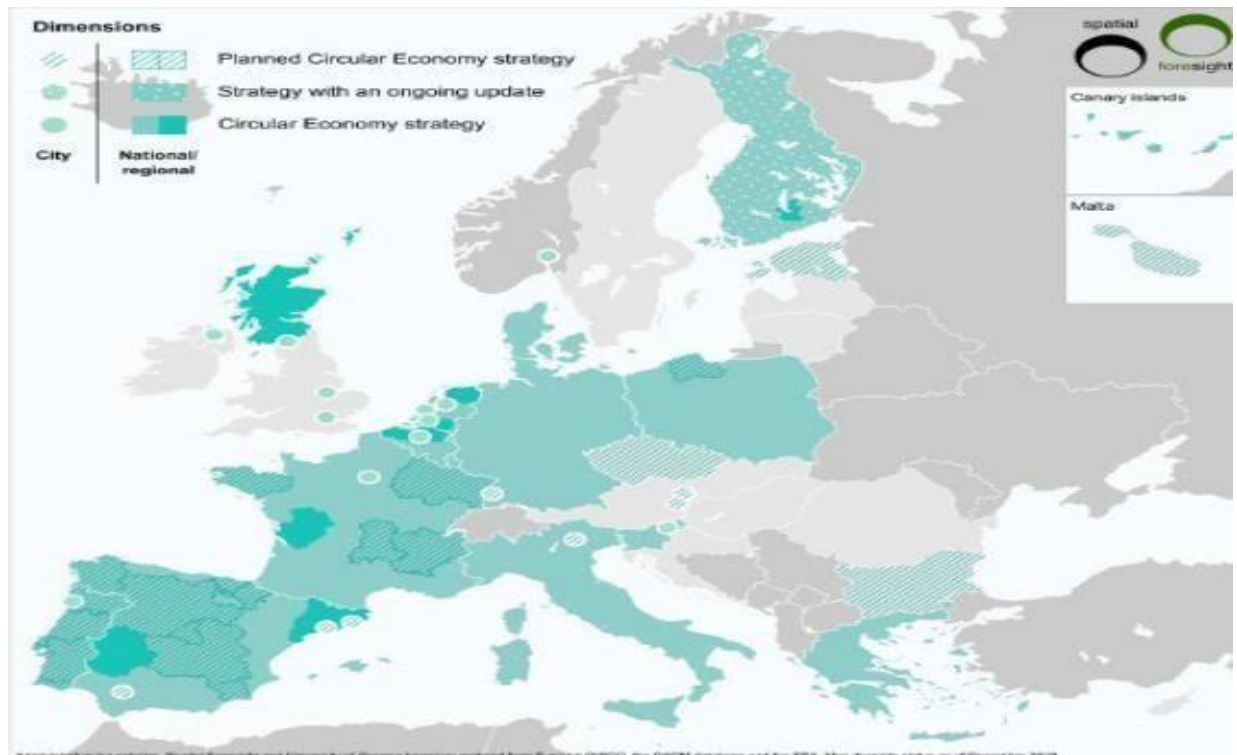 Dimensions
Planned Circular Economy strategy
Strategy with an ongoing update
Circular Economy strategy
City
National/
regional
spatial
foresight
Canary islands
Malta